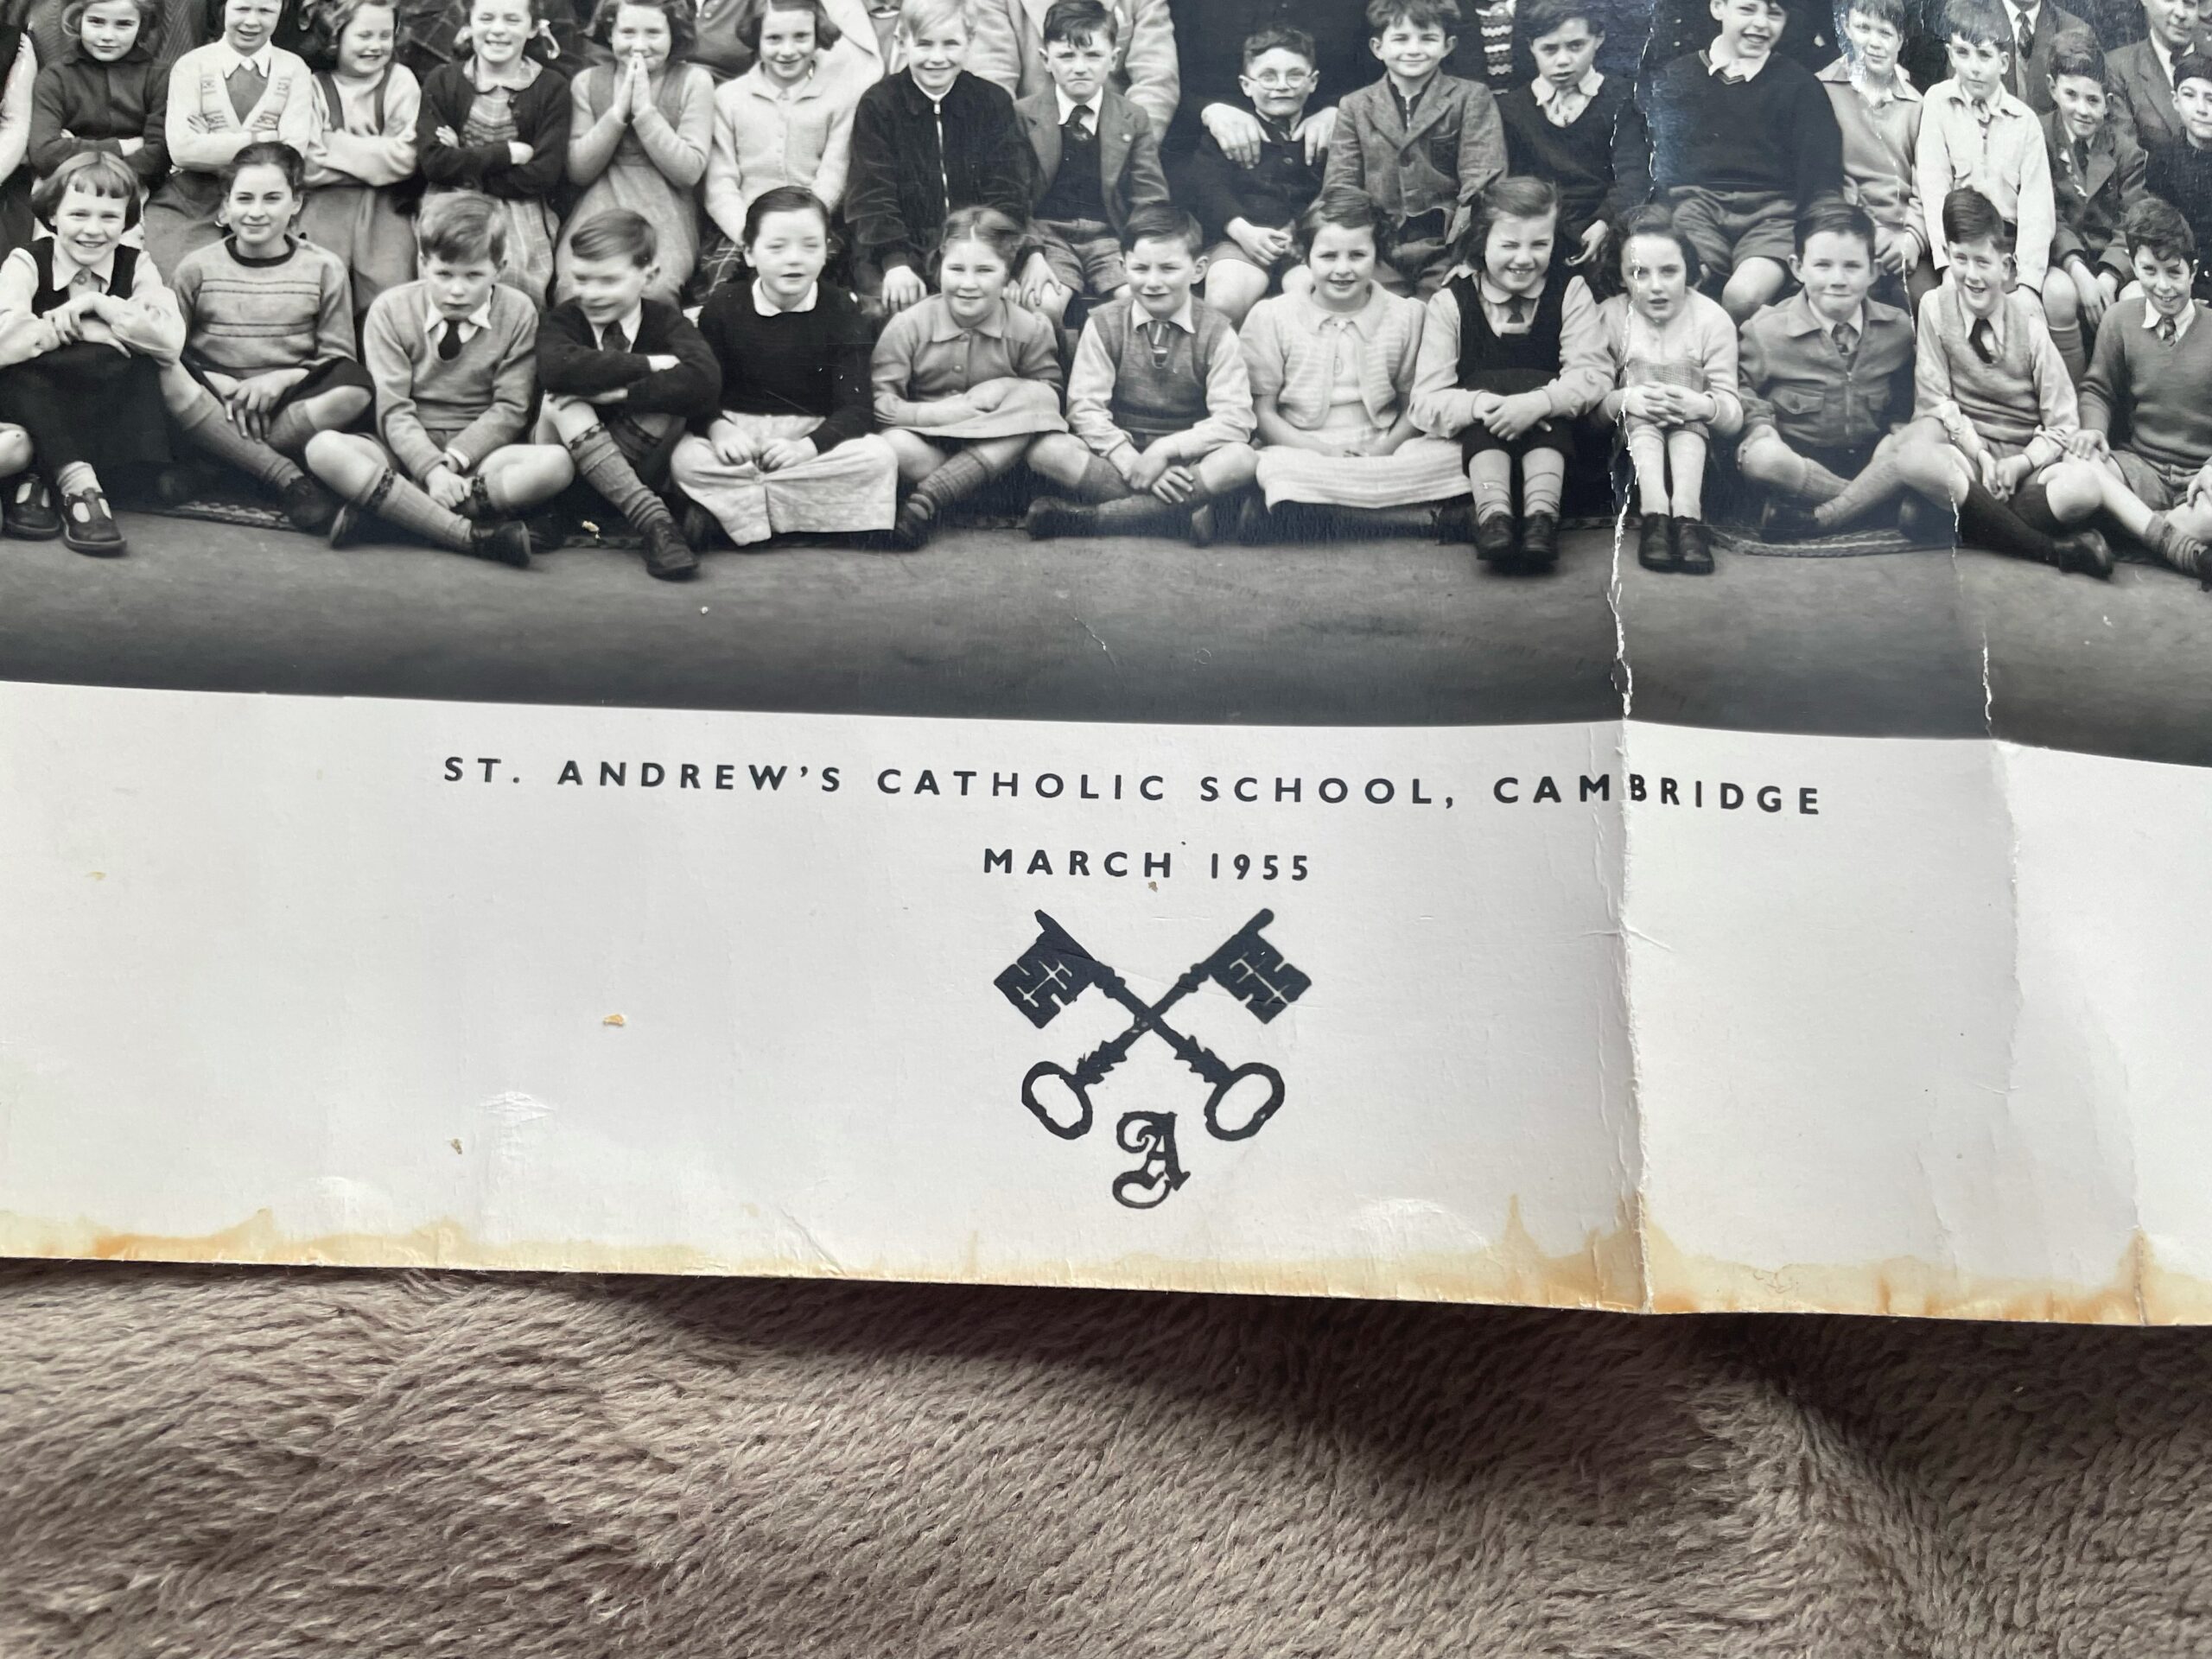 ST. ANDREW’S CATHOLIC SCHOOL, CAMBRIDGE
MARCH 1955
A